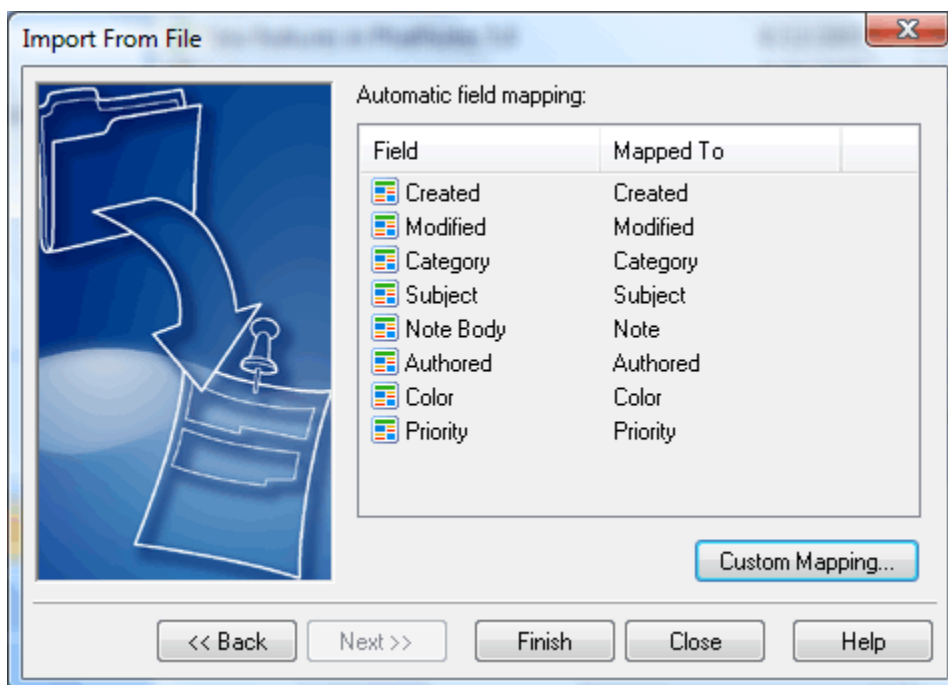 Import From File
Automatic field mapping:
Field Mapped To
Created Created
Modified Modified
Category Category
Subject Subject
Note Body Note
Authored Authored
Color Color
Priority Priority
Custom Mapping...
<< Back Next >> Finish Close Help